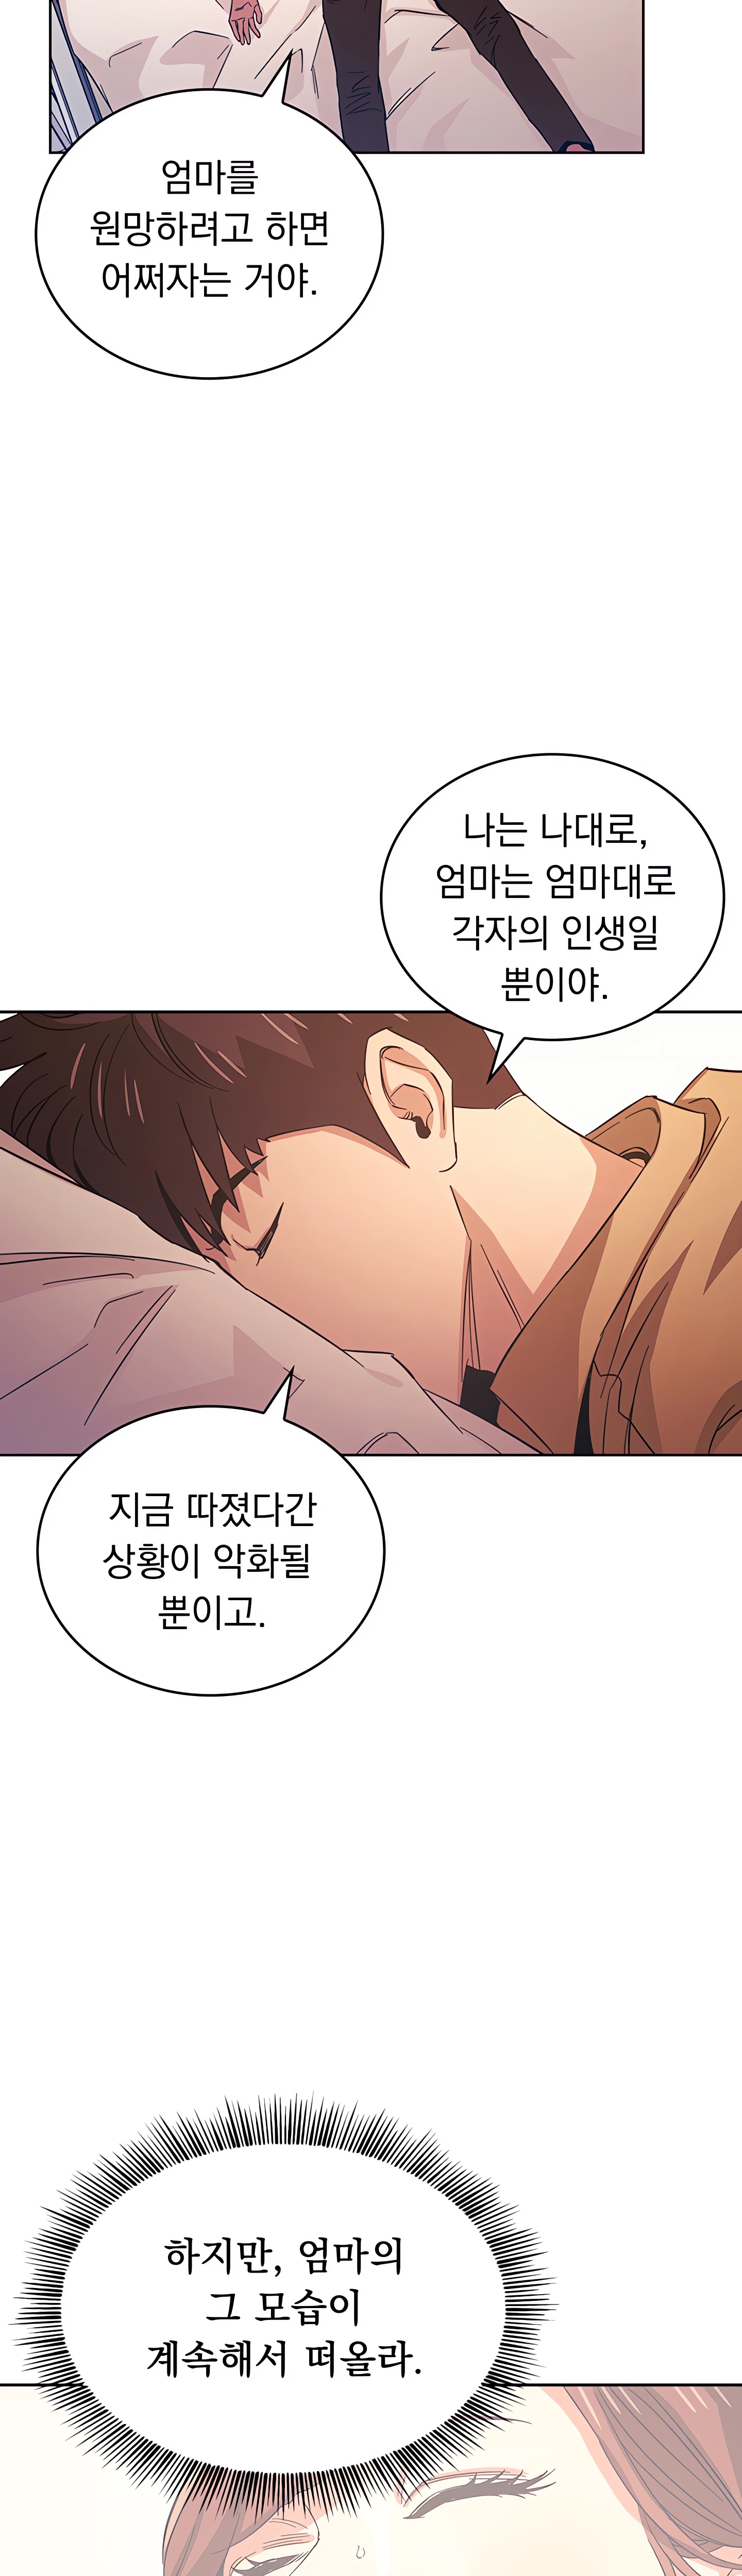 엄마를
원망하려고 하면
어쩌자는 거야.
나는 나대로,
엄마는 엄마대로
각자의 인생일
뿐이야.
지금 따졌다간
상황이 악화될
뿐이고.
하지만, 엄마의
그 모습이
계속해서 떠올라.